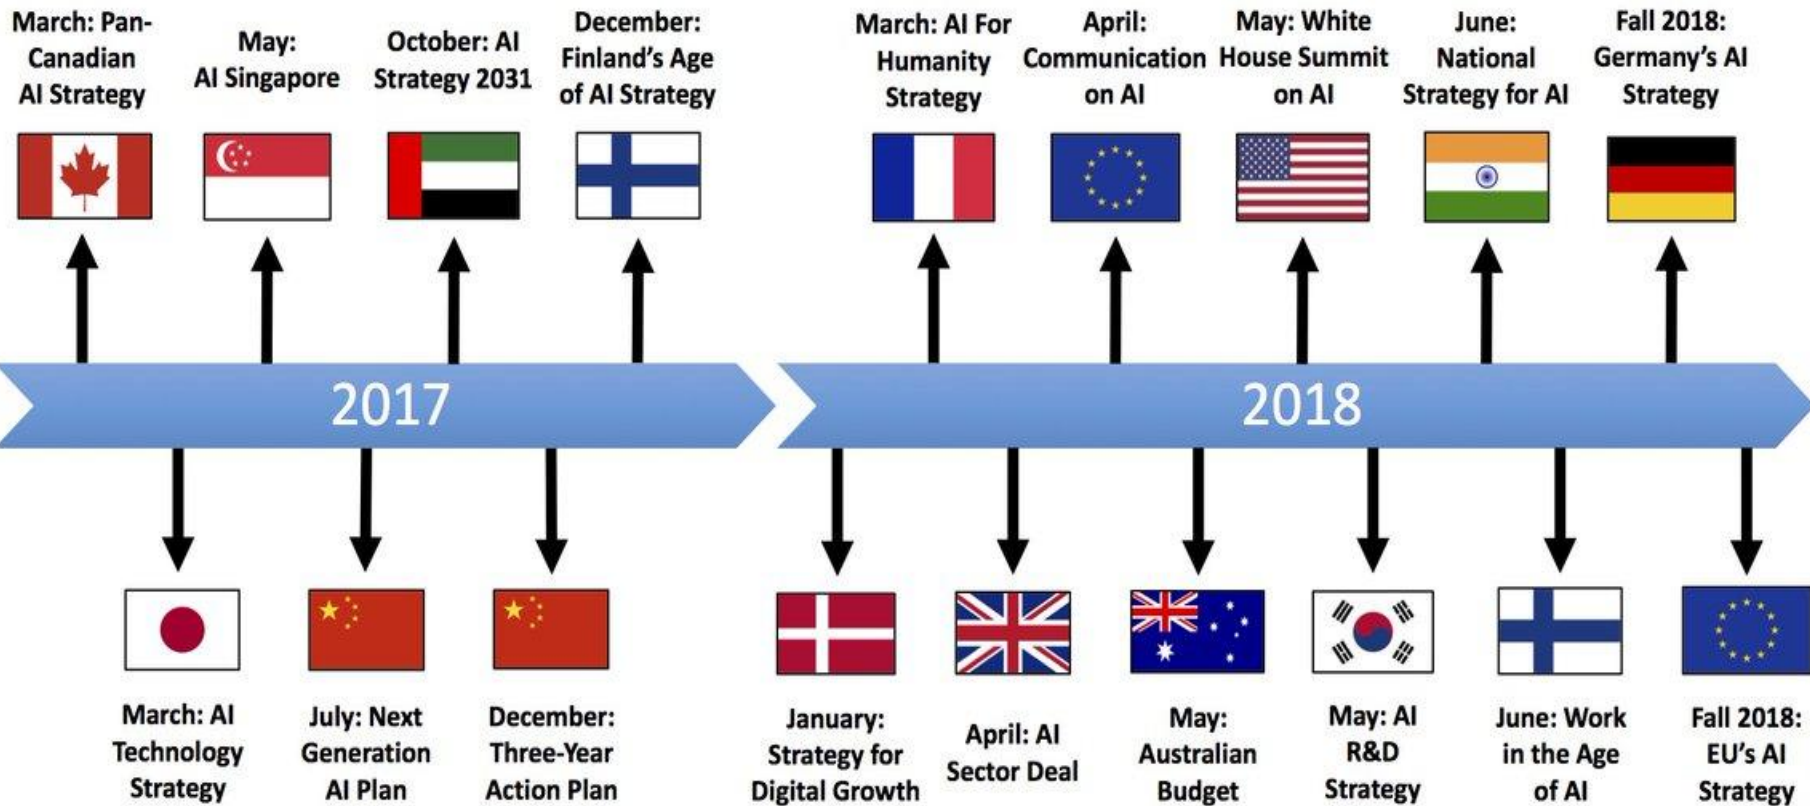 March: Pan-
Canadian
AI Strategy
May:
AI Singapore
October: AI
Strategy 2031
December:
Finland's Age
of AI Strategy
March: AI For
Humanity
Strategy
April:
Communication
on AI
May: White
House Summit
on AI
June:
National
Strategy for AI
Fall 2018:
Germany's AI
Strategy
2017
2018
March: AI
Technology
Strategy
July: Next
Generation
AI Plan
December:
Three-Year
Action Plan
January:
Strategy for
Digital Growth
April: AI
Sector Deal
May:
Australian
Budget
May: AI
R&D
Strategy
June: Work
in the Age
of AI
Fall 2018:
EU's AI
Strategy